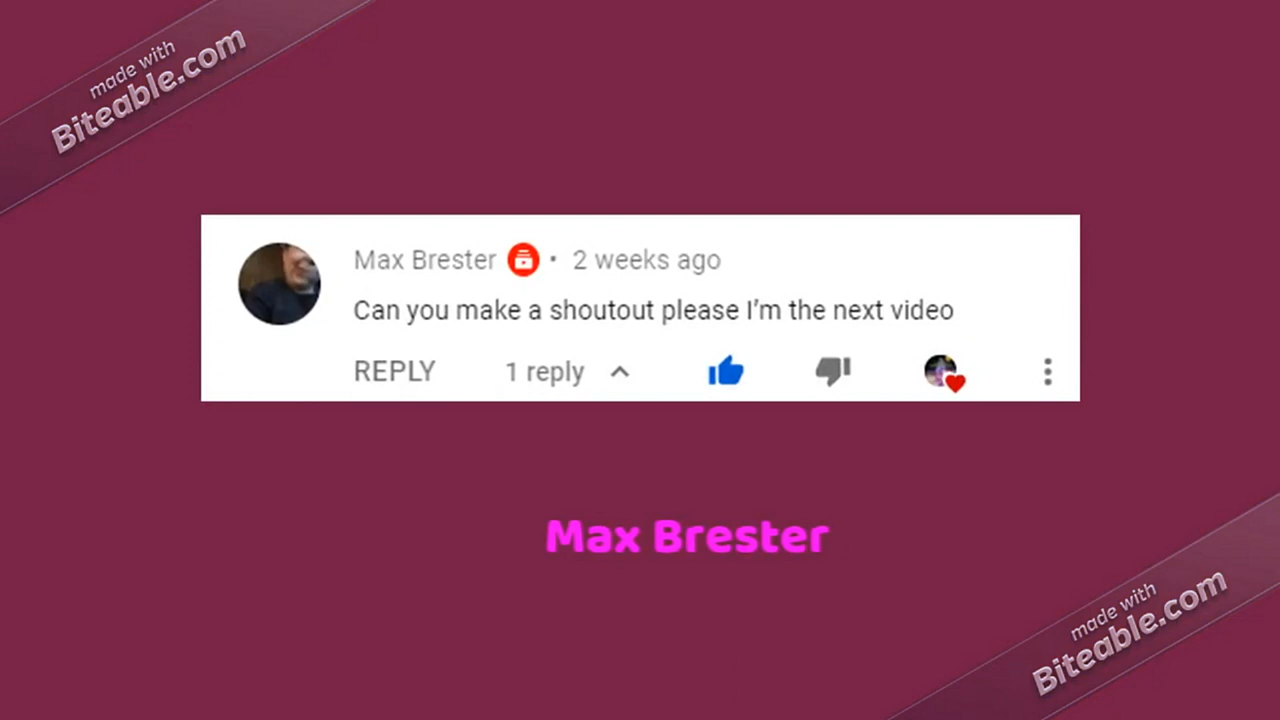 made with
Biteable.com
Max Brester • 2 weeks ago
Can you make a shoutout please I’m the next video
REPLY 1 reply
Max Brester
made with
Biteable.com